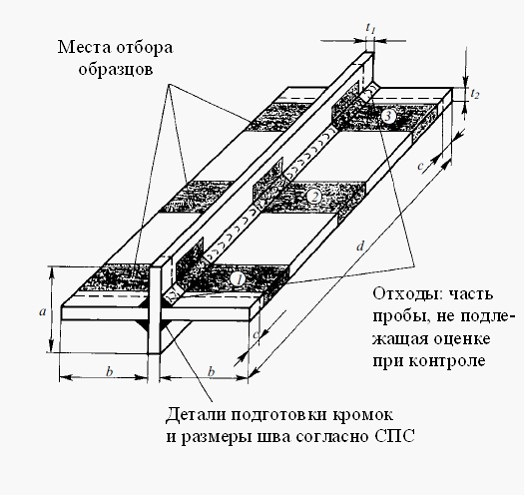 Места отбора
образцов
t1
t2
3
c
2
d
1
a
c
b
b
Отходы: часть
пробы, не подле-
жащая оценке
при контроле
Детали подготовки кромок
и размеры шва согласно СПС